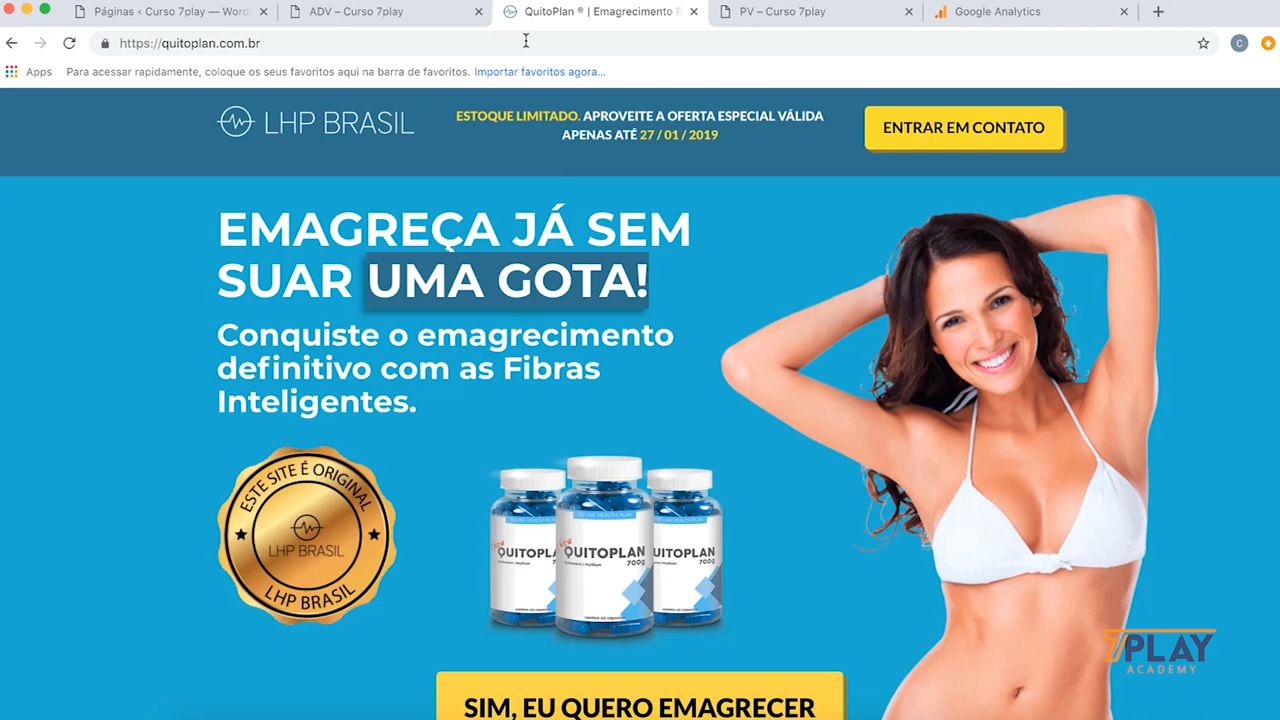 Páginas ‹ Curso 7play — Word
ADV – Curso 7play
QuitoPlan ® | Emagrecimento R
PV – Curso 7play
Google Analytics
https://quitoplan.com.br
C
Apps
Para acessar rapidamente, coloque os seus favoritos aqui na barra de favoritos. Importar favoritos agora...
LHP BRASIL
ESTOQUE LIMITADO. APROVEITE A OFERTA ESPECIAL VÁLIDA
APENAS ATÉ 27 / 01 / 2019
ENTRAR EM CONTATO
EMAGREÇA JÁ SEM
SUAR UMA GOTA!
Conquiste o emagrecimento
definitivo com as Fibras
Inteligentes.
ESTE SITE É ORIGINAL
LHP BRASIL
LHP BRASIL
QUITOPLAN
QUITOPLAN
700g
QUITOPLAN
7PLAY
ACADEMY
SIM, EU QUERO EMAGRECER